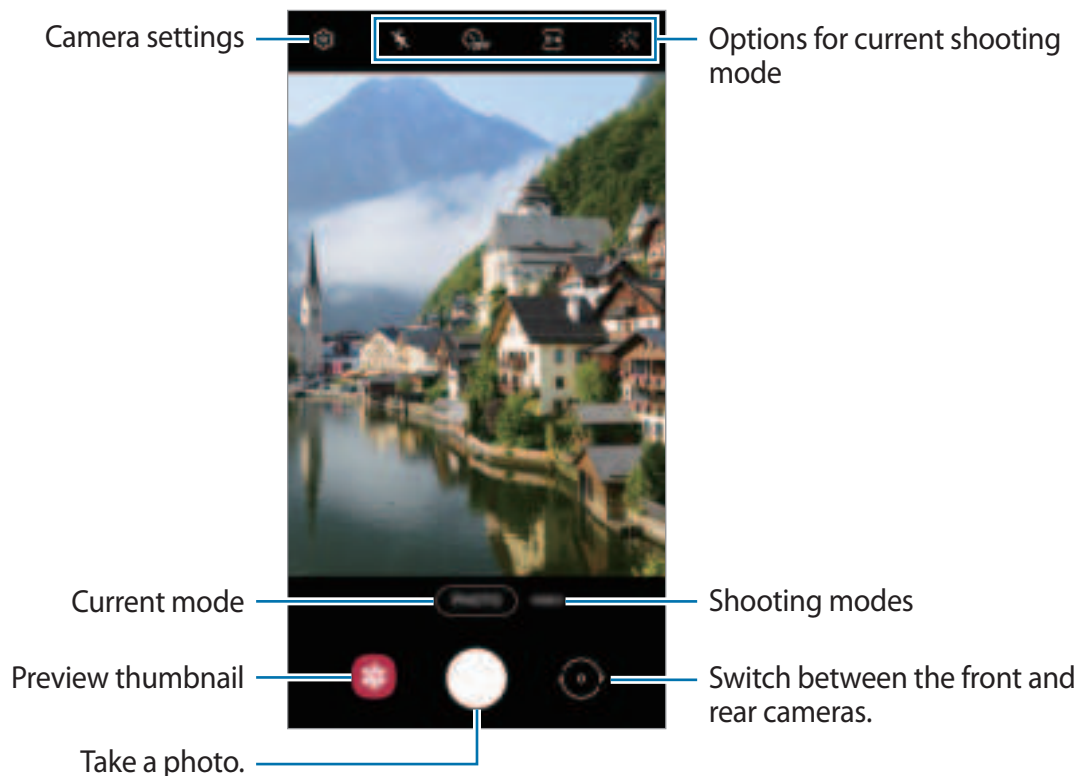 Camera settings
Options for current shooting
mode
Current mode
PHOTO
Shooting modes
Preview thumbnail
Switch between the front and
rear cameras.
Take a photo.